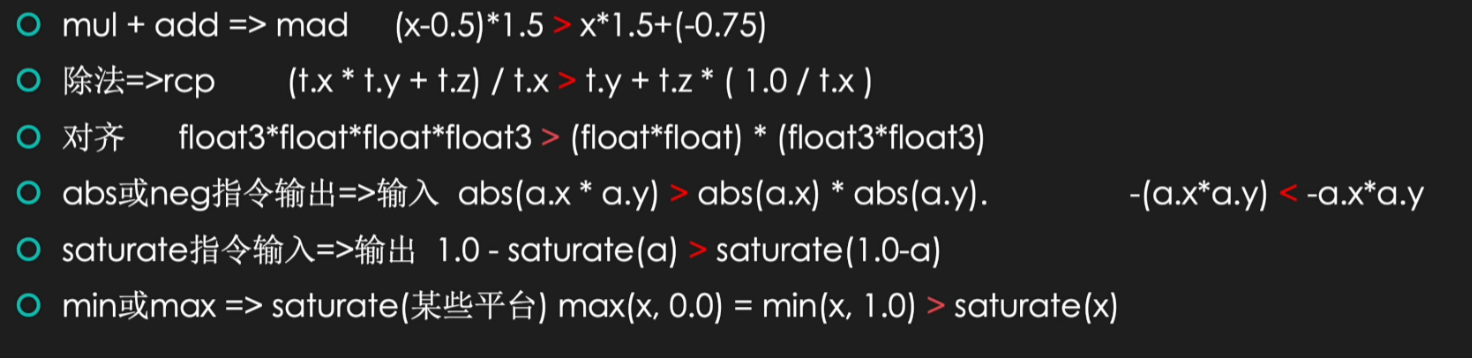 mul + add => mad (x-0.5)*1.5 > x*1.5+(-0.75)
除法=>rcp (t.x * t.y + t.z) / t.x > t.y + t.z * ( 1.0 / t.x )
对齐 float3*float*float*float3 > (float*float) * (float3*float3)
abs或neg指令输出=>输入 abs(a.x * a.y) > abs(a.x) * abs(a.y). -(a.x*a.y) < -a.x*a.y
saturate指令输入=>输出 1.0 - saturate(a) > saturate(1.0-a)
min或max => saturate(某些平台) max(x, 0.0) = min(x, 1.0) > saturate(x)